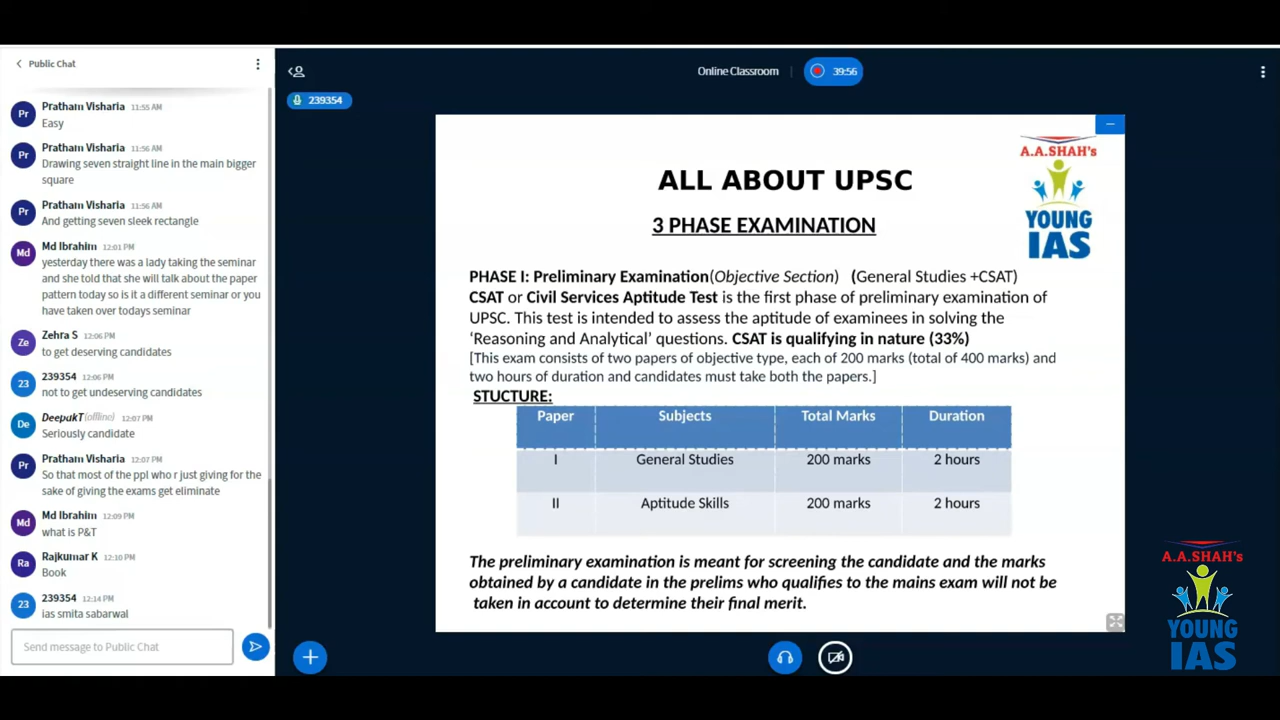 Public Chat
Pr
Pratham Visharia 11:55 AM
Easy
Pr
Pratham Visharia 11:56 AM
Drawing seven straight line in the main bigger
square
Pr
Pratham Visharia 11:56 AM
And getting seven sleek rectangle
Md
Md Ibrahim 12:01 PM
yesterday there was a lady taking the seminar
and she told that she will talk about the paper
pattern today so is it a different seminar or you
have taken over todays seminar
Ze
Zehra S 12:06 PM
to get deserving candidates
23
239354 12:06 PM
not to get undeserving candidates
De
DeepakT (offline) 12:07 PM
Seriously candidate
Pr
Pratham Visharia 12:07 PM
So that most of the ppl who r just giving for the
sake of giving the exams get eliminate
Md
Md Ibrahim 12:09 PM
what is P&T
Ra
Rajkumar K 12:10 PM
Book
23
239354 12:14 PM
ias smita sabarwal
Send message to Public Chat
Online Classroom
39:56
239354
A.A.SHAH's
YOUNG
IAS
ALL ABOUT UPSC
3 PHASE EXAMINATION
PHASE I: Preliminary Examination(Objective Section) (General Studies +CSAT)
CSAT or Civil Services Aptitude Test is the first phase of preliminary examination of
UPSC. This test is intended to assess the aptitude of examinees in solving the
‘Reasoning and Analytical’ questions. CSAT is qualifying in nature (33%)
[This exam consists of two papers of objective type, each of 200 marks (total of 400 marks) and
two hours of duration and candidates must take both the papers.]
STUCTURE:
Paper Subjects Total Marks Duration
I General Studies 200 marks 2 hours
II Aptitude Skills 200 marks 2 hours
The preliminary examination is meant for screening the candidate and the marks
obtained by a candidate in the prelims who qualifies to the mains exam will not be
taken in account to determine their final merit.
A.A.SHAH's
YOUNG
IAS